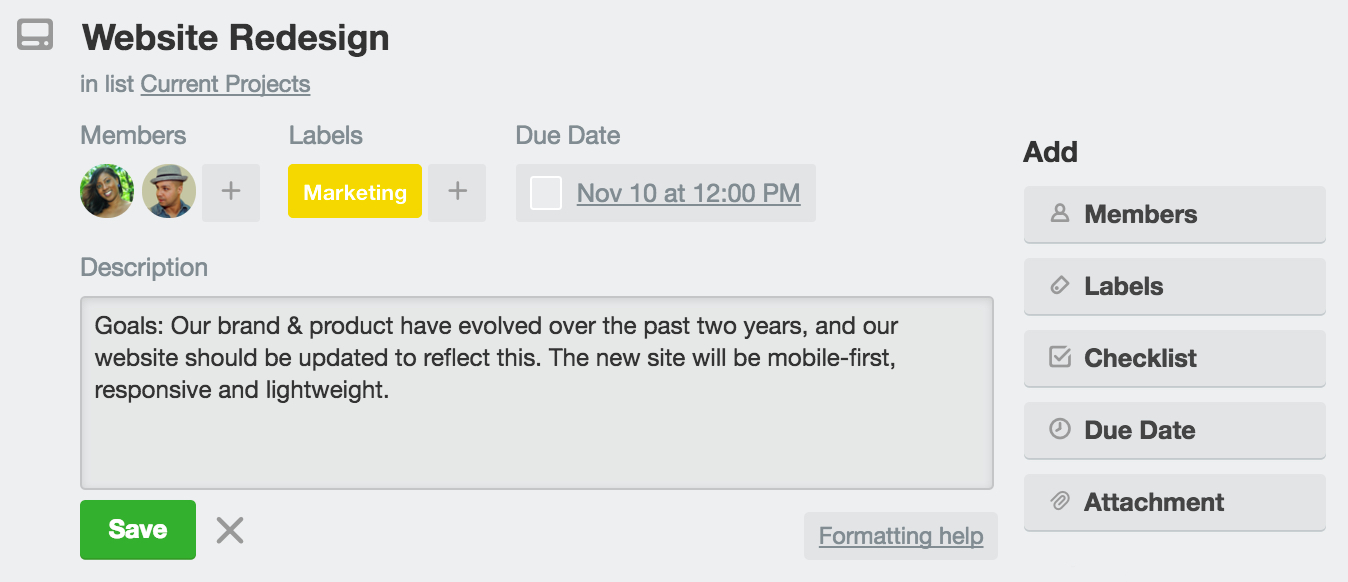 Website Redesign
in list Current Projects
Members
Labels
Due Date
Marketing
Nov 10 at 12:00 PM
Description
Goals: Our brand & product have evolved over the past two years, and our
website should be updated to reflect this. The new site will be mobile-first,
responsive and lightweight.
Save
Formatting help
Add
Members
Labels
Checklist
Due Date
Attachment